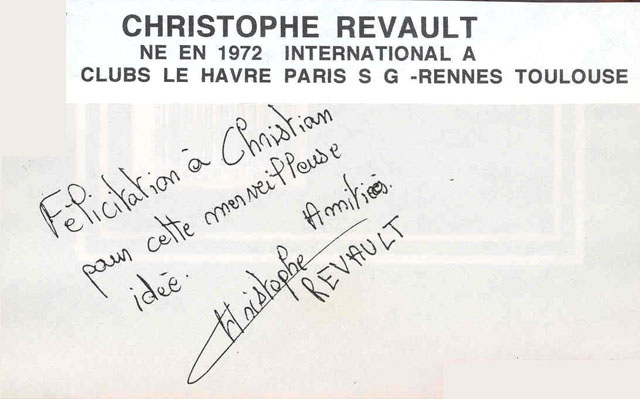 CHRISTOPHE REVAULT
NE EN 1972 INTERNATIONAL A
CLUBS LE HAVRE PARIS S G -RENNES TOULOUSE
Félicitation à Christian
pour cette merveilleuse
idée. Amitiés.
Christophe
REVAULT